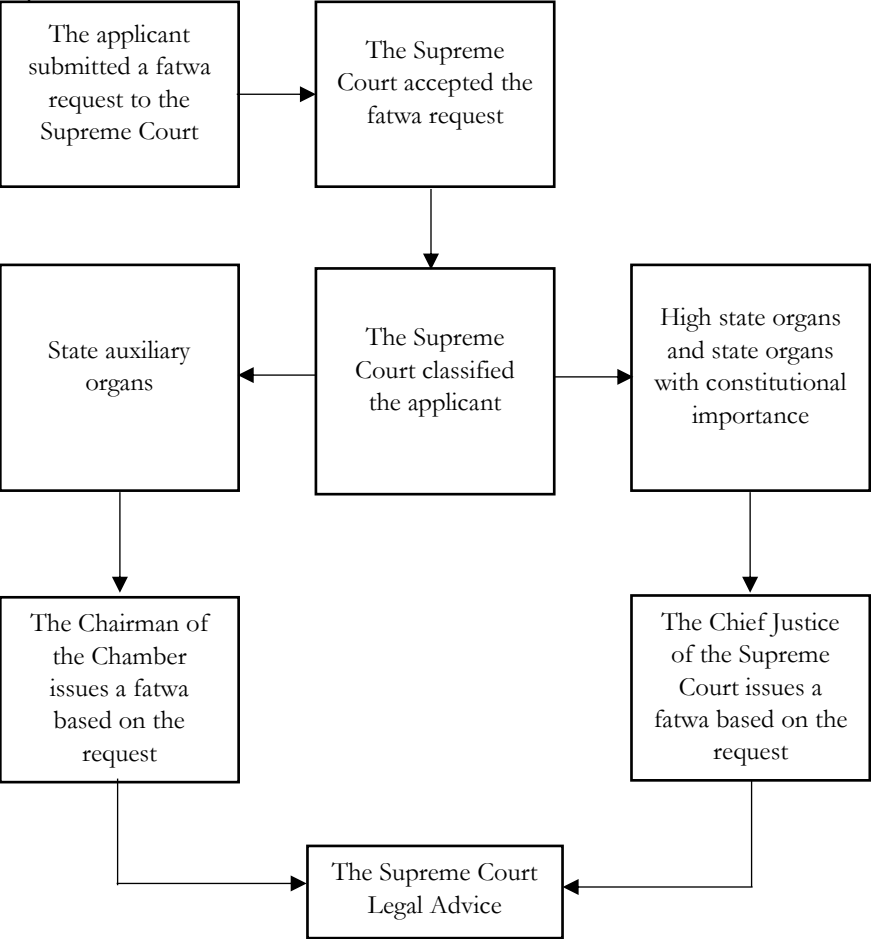 The applicant
submitted a fatwa
request to the
Supreme Court
The Supreme
Court accepted the
fatwa request
State auxiliary
organs
The Supreme
Court classified
the applicant
High state organs
and state organs
with constitutional
importance
The Chairman of
the Chamber
issues a fatwa
based on the
request
The Chief Justice
of the Supreme
Court issues a
fatwa based on the
request
The Supreme Court
Legal Advice